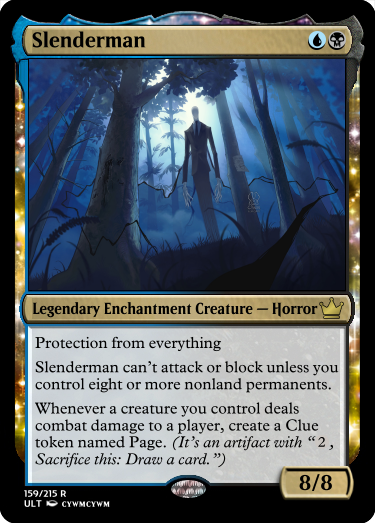 Slenderman
Legendary Enchantment Creature — Horror
Protection from everything
Slenderman can't attack or block unless you
control eight or more nonland permanents.
Whenever a creature you control deals
combat damage to a player, create a Clue
token named Page. (It's an artifact with “2 ,
Sacrifice this: Draw a card.”)
8/8
159/215 R
ULT CYWMCYWM